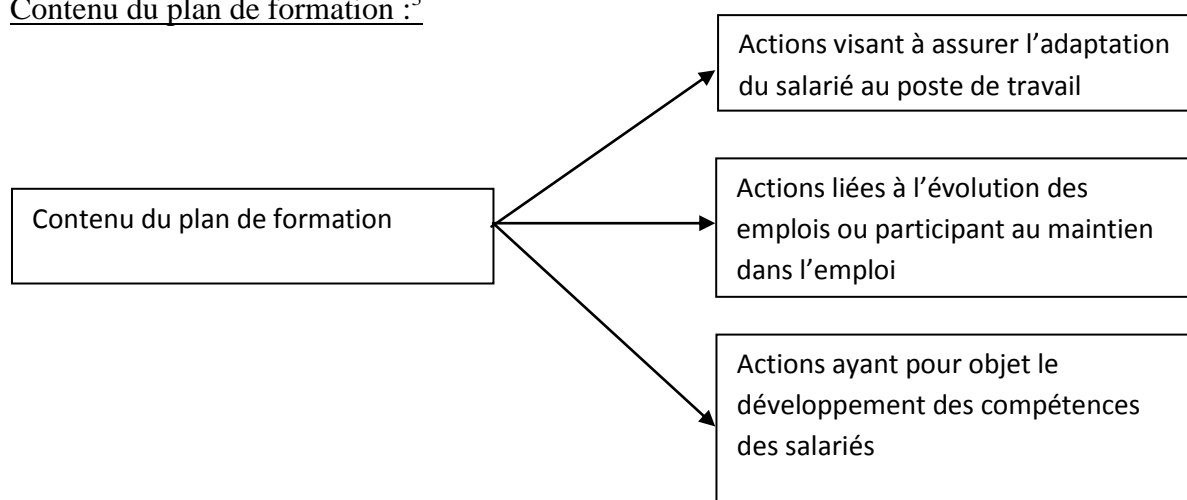 Contenu du plan de formation :
Actions visant à assurer l’adaptation
du salarié au poste de travail
Contenu du plan de formation
Actions liées à l’évolution des
emplois ou participant au maintien
dans l’emploi
Actions ayant pour objet le
développement des compétences
des salariés